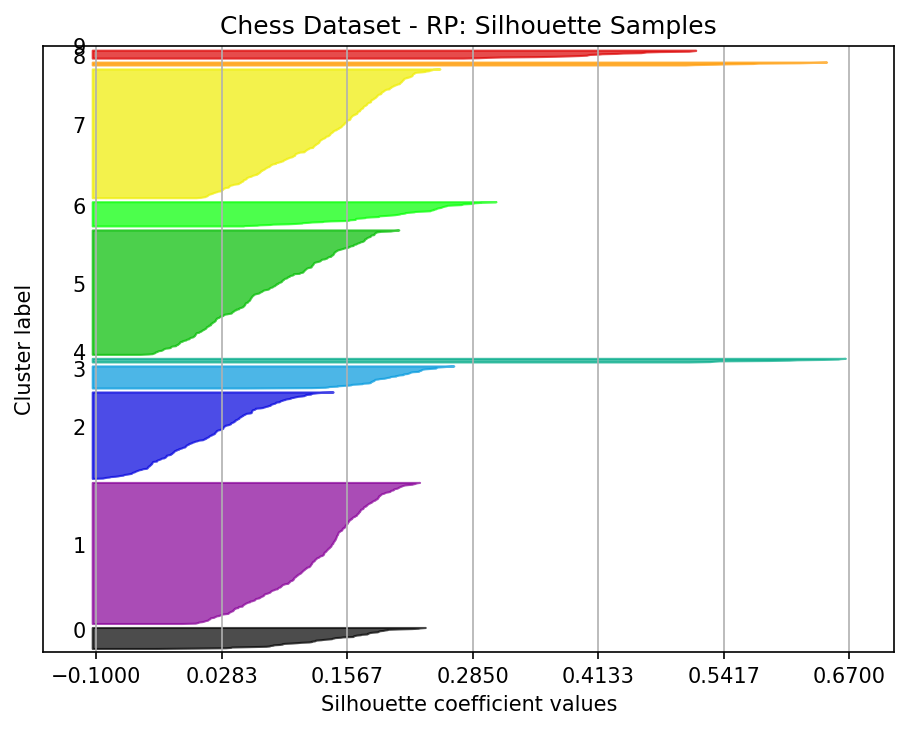 Chess Dataset - RP: Silhouette Samples
9
8
7
6
5
4
3
2
1
0
Cluster label
−0.1000 0.0283 0.1567 0.2850 0.4133 0.5417 0.6700
Silhouette coefficient values